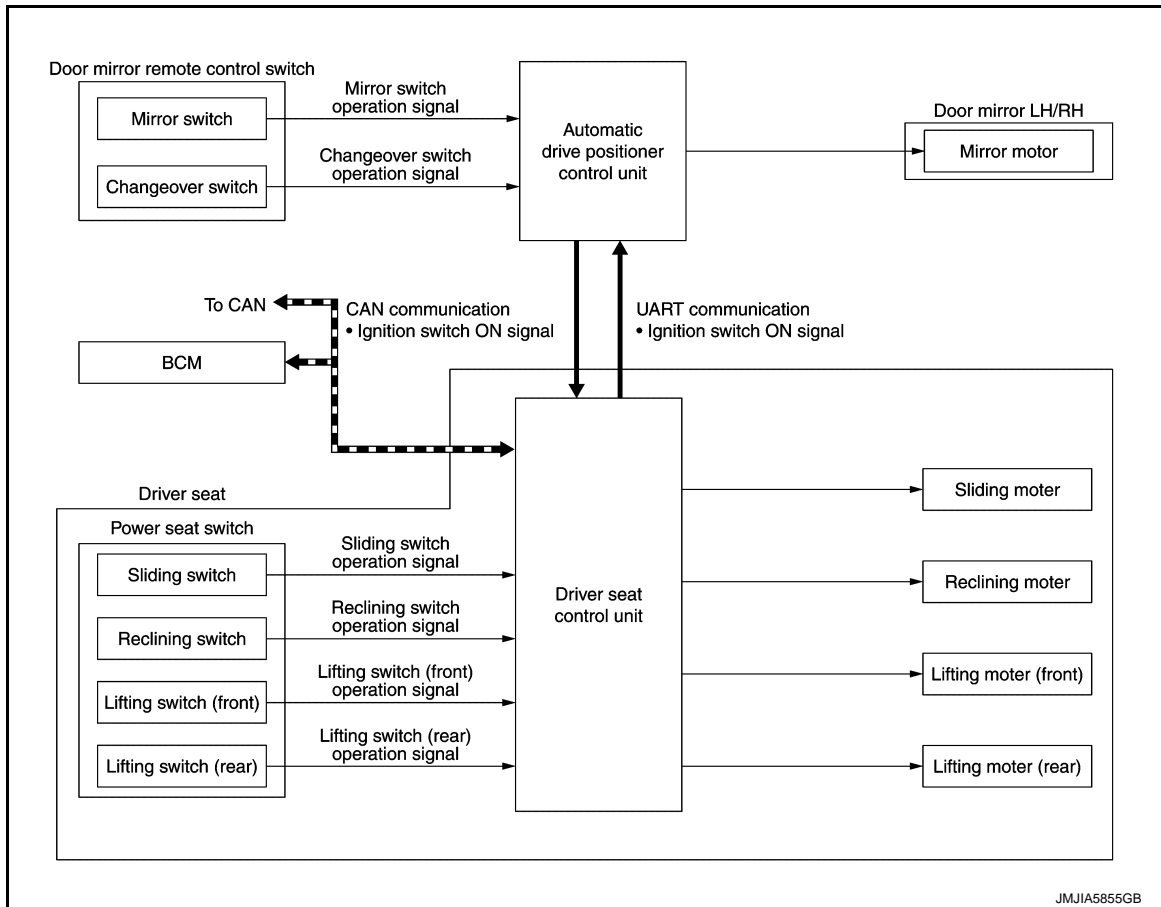 Door mirror remote control switch
Mirror switch
Changeover switch
Mirror switch
operation signal
Changeover switch
operation signal
Automatic
drive positioner
control unit
Door mirror LH/RH
Mirror motor
To CAN
BCM
CAN communication
• Ignition switch ON signal
UART communication
• Ignition switch ON signal
Driver seat
Power seat switch
Sliding switch
Reclining switch
Lifting switch (front)
Lifting switch (rear)
Sliding switch
operation signal
Reclining switch
operation signal
Lifting switch (front)
operation signal
Lifting switch (rear)
operation signal
Driver seat
control unit
Sliding moter
Reclining moter
Lifting moter (front)
Lifting moter (rear)
JMJIA5855GB